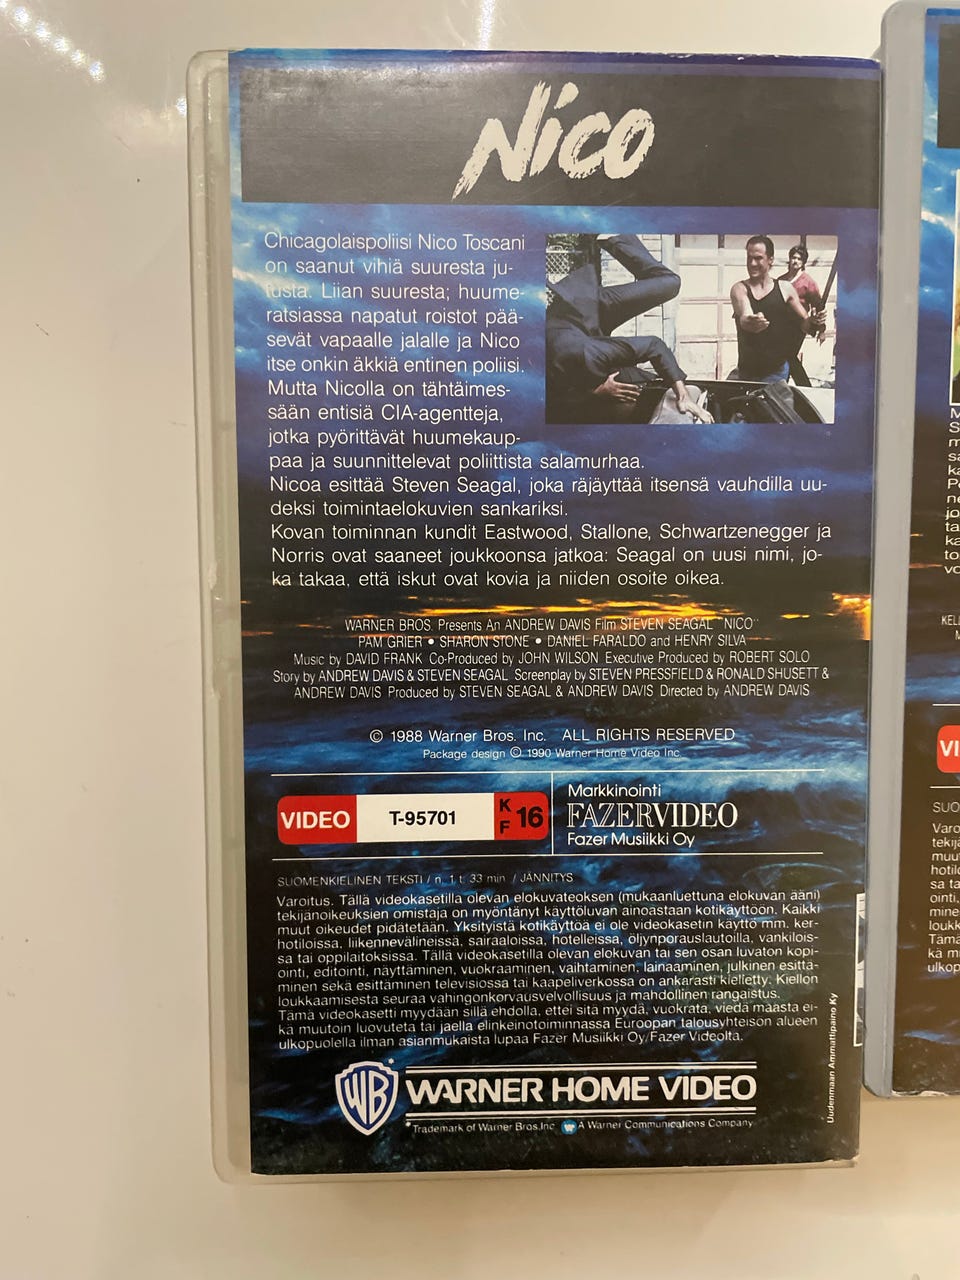 Nico
Chicagolaispoliisi Nico Toscani
on saanut vihiä suuresta ju-
tusta. Liian suuresta; huume-
ratsiassa napatut roistot pää-
sevät vapaalle jalalle ja Nico
itse onkin äkkiä entinen poliisi.
Mutta Nicolla on tähtäimes-
sään entisiä CIA-agentteja,
jotka pyörittävät huumekaup-
paa ja suunnittelevat poliittista salamurhaa.
Nicoa esittää Steven Seagal, joka räjäyttää itsensä vauhdilla uu-
deksi toimintaelokuvien sankariksi.
Kovan toiminnan kundit Eastwood, Stallone, Schwartzenegger ja
Norris ovat saaneet joukkoonsa jatkoa: Seagal on uusi nimi, jo-
ka takaa, että iskut ovat kovia ja niiden osoite oikea.
WARNER BROS. Presents An ANDREW DAVIS Film STEVEN SEAGAL "NICO"
PAM GRIER • SHARON STONE • DANIEL FARALDO and HENRY SILVA
Music by DAVID FRANK Co-Produced by JOHN WILSON Executive Produced by ROBERT SOLO
Story by ANDREW DAVIS & STEVEN SEAGAL Screenplay by STEVEN PRESSFIELD & RONALD SHUSETT &
ANDREW DAVIS Produced by STEVEN SEAGAL & ANDREW DAVIS Directed by ANDREW DAVIS
© 1988 Warner Bros. Inc. ALL RIGHTS RESERVED
Package design © 1990 Warner Home Video Inc.
VIDEO T-95701 K F 16
Markkinointi
FAZERVIDEO
Fazer Musiikki Oy
SUOMENKIELINEN TEKSTI / n. 1 t. 33 min / JÄNNITYS
Varoitus. Tällä videokasetilla olevan elokuvateoksen (mukaanluettuna elokuvan ääni)
tekijänoikeuksien omistaja on myöntänyt käyttöluvan ainoastaan kotikäyttöön. Kaikki
muut oikeudet pidätetään. Yksityistä kotikäyttöä ei ole videokasetin käyttö mm. ker-
hotiloissa, liikennevälineissä, sairaaloissa, hotelleissa, öljynporauslautoilla, vankilois-
sa tai oppilaitoksissa. Tällä videokasetilla olevan elokuvan tai sen osan luvaton kopi-
ointi, editointi, näyttäminen, vuokraaminen, vaihtaminen, lainaaminen, julkinen esittä-
minen sekä esittäminen televisiossa tai kaapeliverkossa on ankarasti kielletty. Kiellon
loukkaamisesta seuraa vahingonkorvausvelvollisuus ja mahdollinen rangaistus.
Tämä videokasetti myydään sillä ehdolla, ettei sitä myydä, vuokrata, viedä maasta ei-
kä muutoin luovuteta tai jaella elinkeinotoiminnassa Euroopan talousyhteisön alueen
ulkopuolella ilman asianmukaista lupaa Fazer Musiikki Oy/Fazer Videolta.
Uudenmaan Ammattipaino Ky
WB WARNER HOME VIDEO
*Trademark of Warner Bros.Inc. A Warner Communications Company